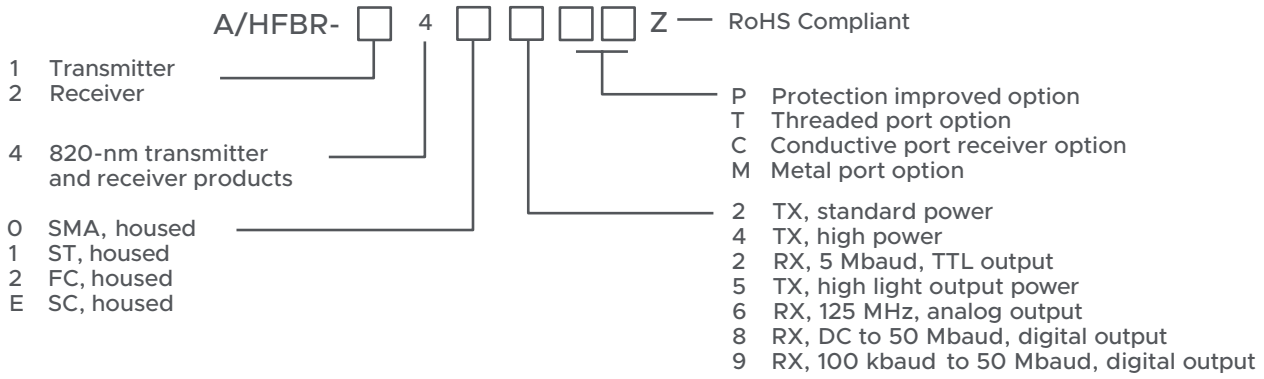 A/HFBR- 4 Z RoHS Compliant
1 Transmitter
2 Receiver
4 820-nm transmitter
and receiver products
0 SMA, housed
1 ST, housed
2 FC, housed
E SC, housed
P Protection improved option
T Threaded port option
C Conductive port receiver option
M Metal port option
2 TX, standard power
4 TX, high power
2 RX, 5 Mbaud, TTL output
5 TX, high light output power
6 RX, 125 MHz, analog output
8 RX, DC to 50 Mbaud, digital output
9 RX, 100 kbaud to 50 Mbaud, digital output